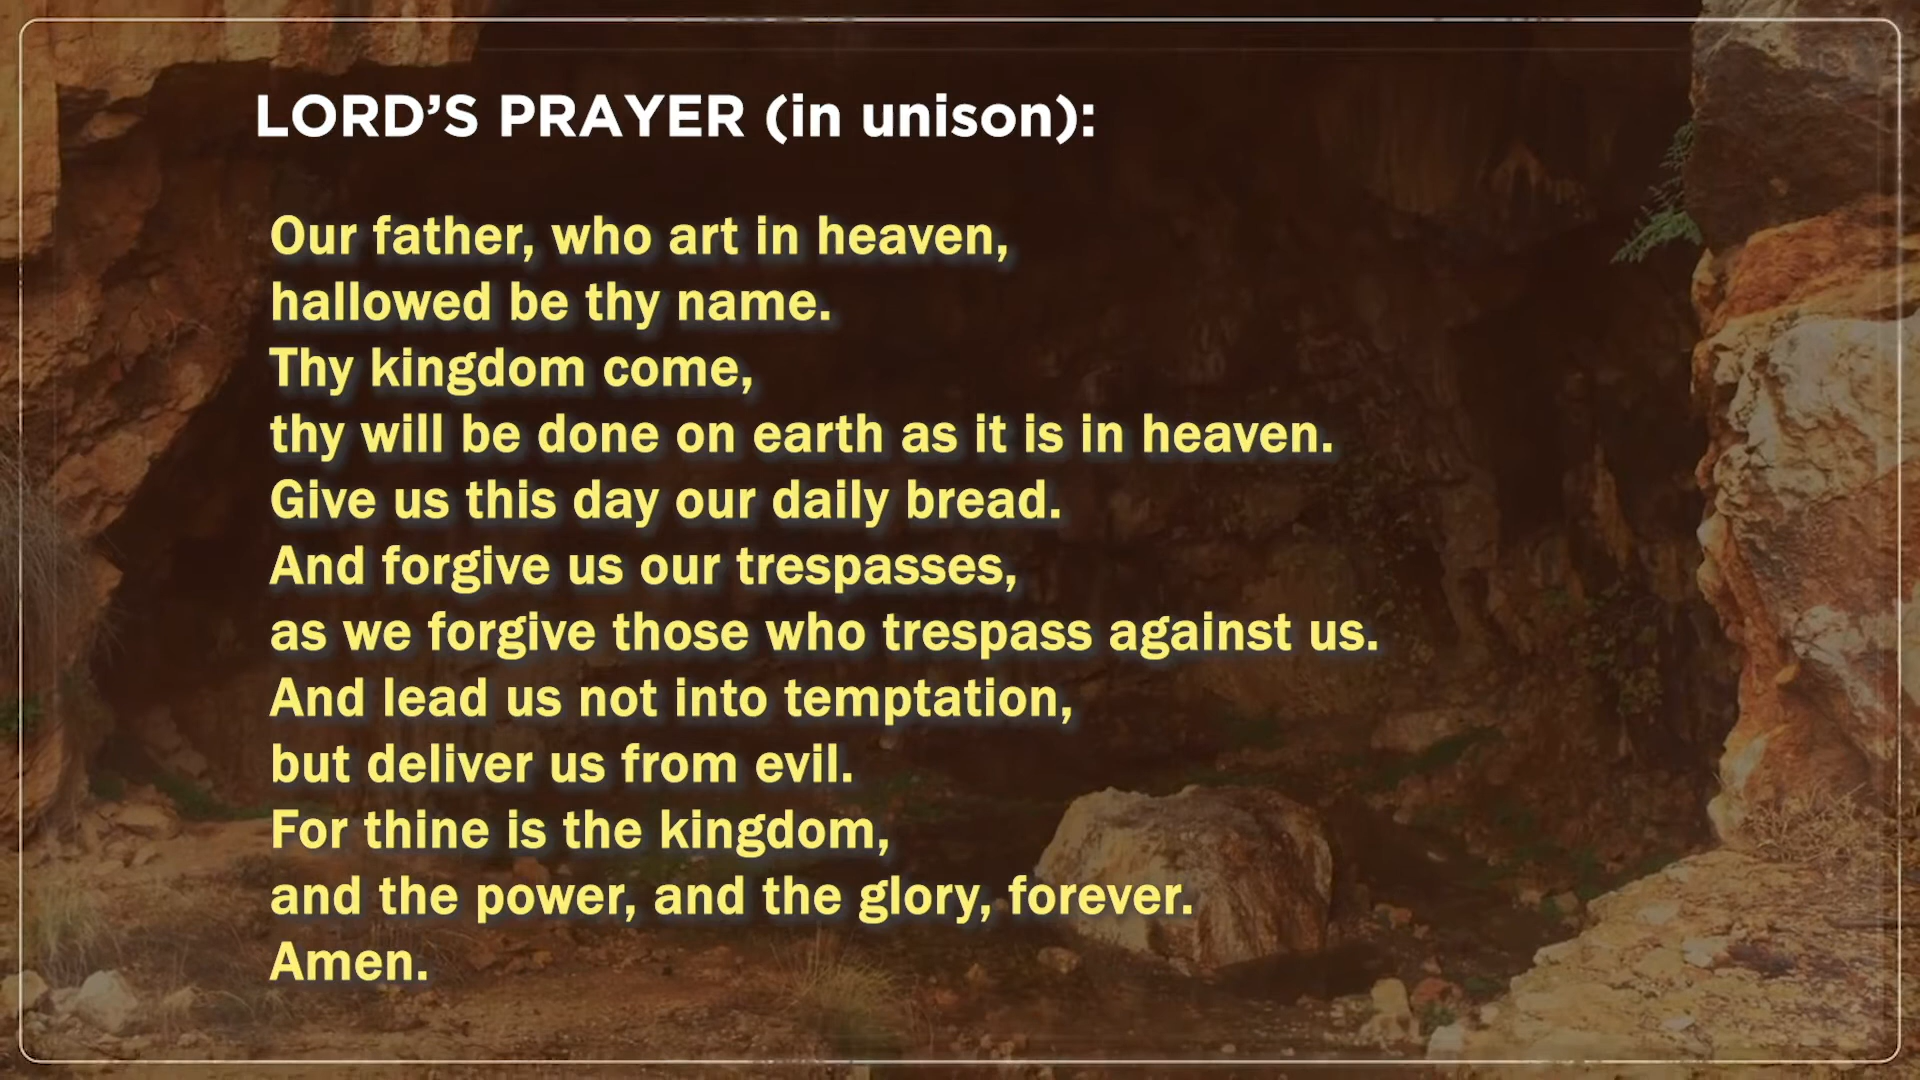 LORD’S PRAYER (in unison):
Our father, who art in heaven,
hallowed be thy name.
Thy kingdom come,
thy will be done on earth as it is in heaven.
Give us this day our daily bread.
And forgive us our trespasses,
as we forgive those who trespass against us.
And lead us not into temptation,
but deliver us from evil.
For thine is the kingdom,
and the power, and the glory, forever.
Amen.